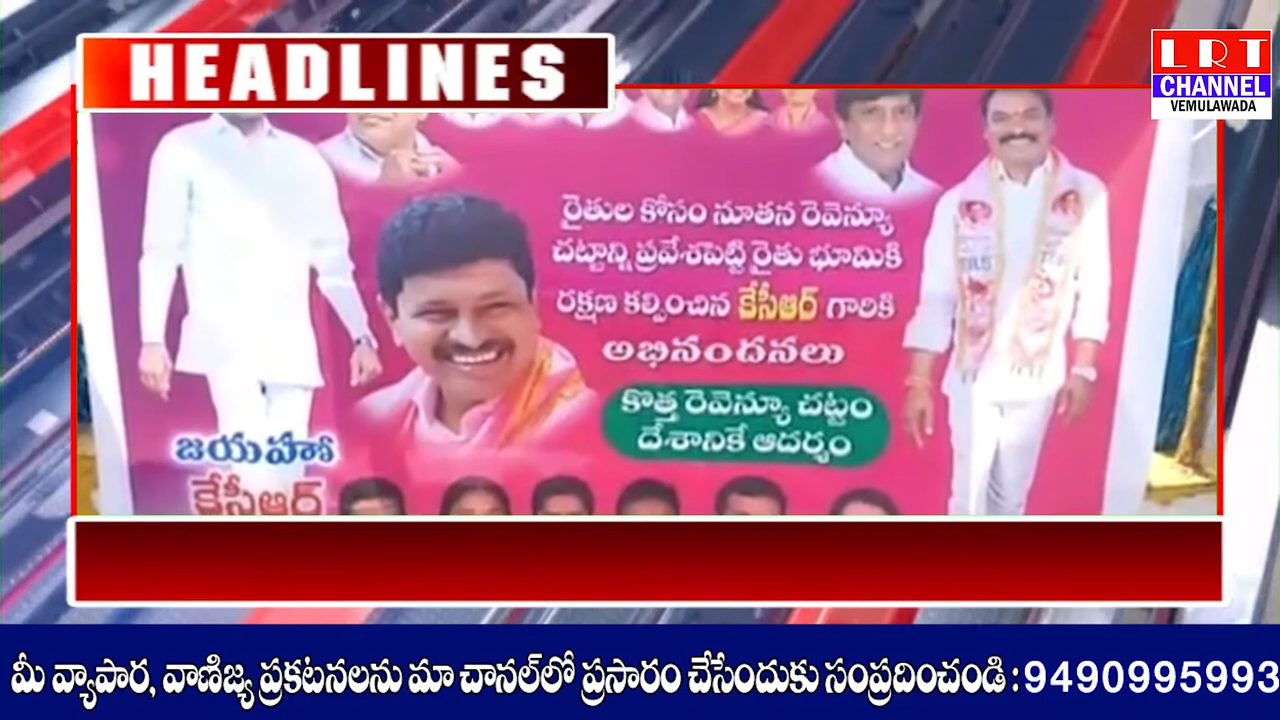 HEADLINES
LRT
CHANNEL
VEMULAWADA
రైతుల కోసం నూతన రెవెన్యూ
చట్టాన్ని ప్రవేశపెట్టి రైతు భూమికి
రక్షణ కల్పించిన కేసీఆర్ గారికి
అభినందనలు
కొత్త రెవెన్యూ చట్టం
దేశానికే ఆదర్శం
జయహో
కేసీఆర్
మీ వ్యాపార, వాణిజ్య ప్రకటనలను మా చానల్‌లో ప్రసారం చేసేందుకు సంప్రదించండి : 9490995993